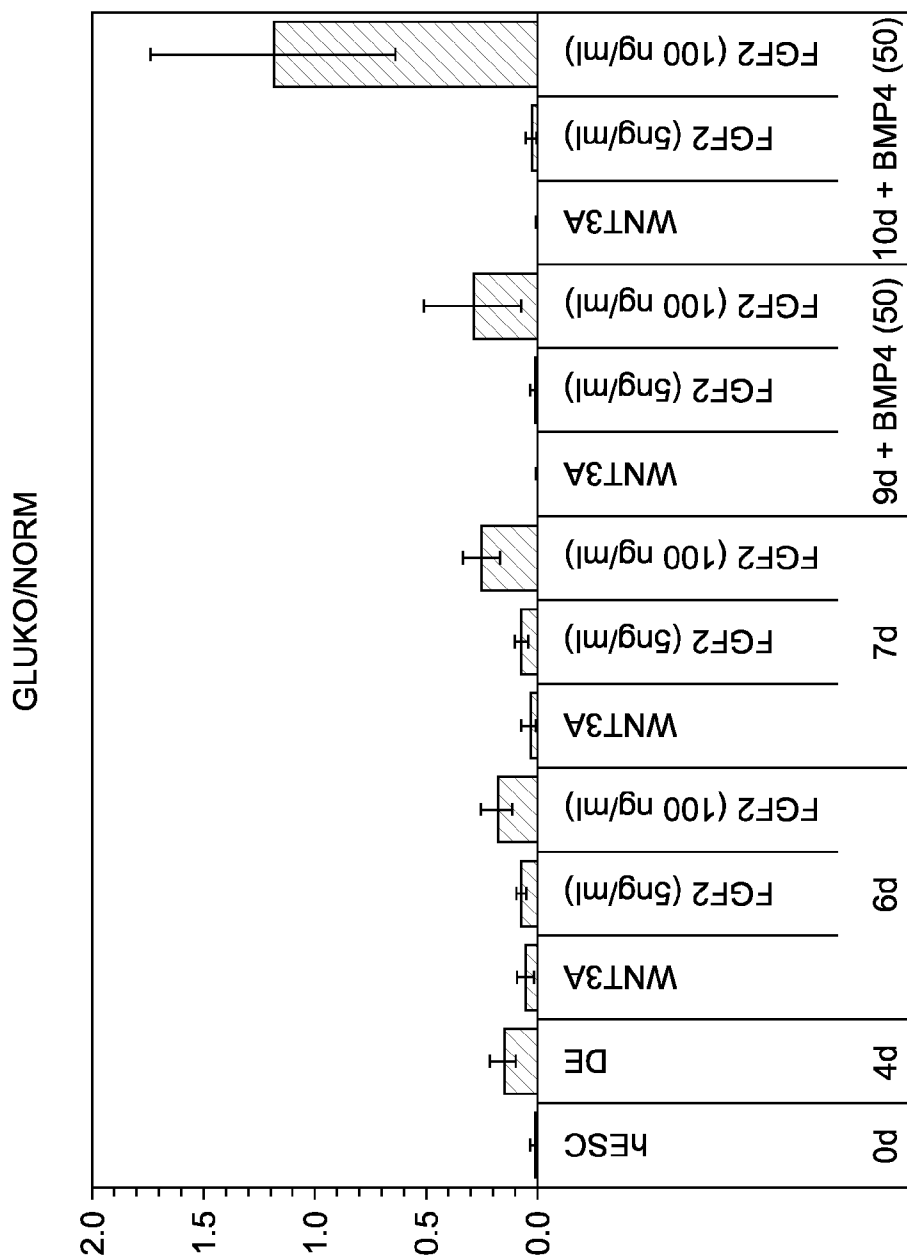 GLUKO/NORM
2.0
1.5
1.0
0.5
0.0
hESC
DE
WNT3A
FGF2 (5ng/ml)
FGF2 (100 ng/ml)
WNT3A
FGF2 (5ng/ml)
FGF2 (100 ng/ml)
WNT3A
FGF2 (5ng/ml)
FGF2 (100 ng/ml)
WNT3A
FGF2 (5ng/ml)
FGF2 (100 ng/ml)
0d
4d
6d
7d
9d + BMP4 (50)
10d + BMP4 (50)